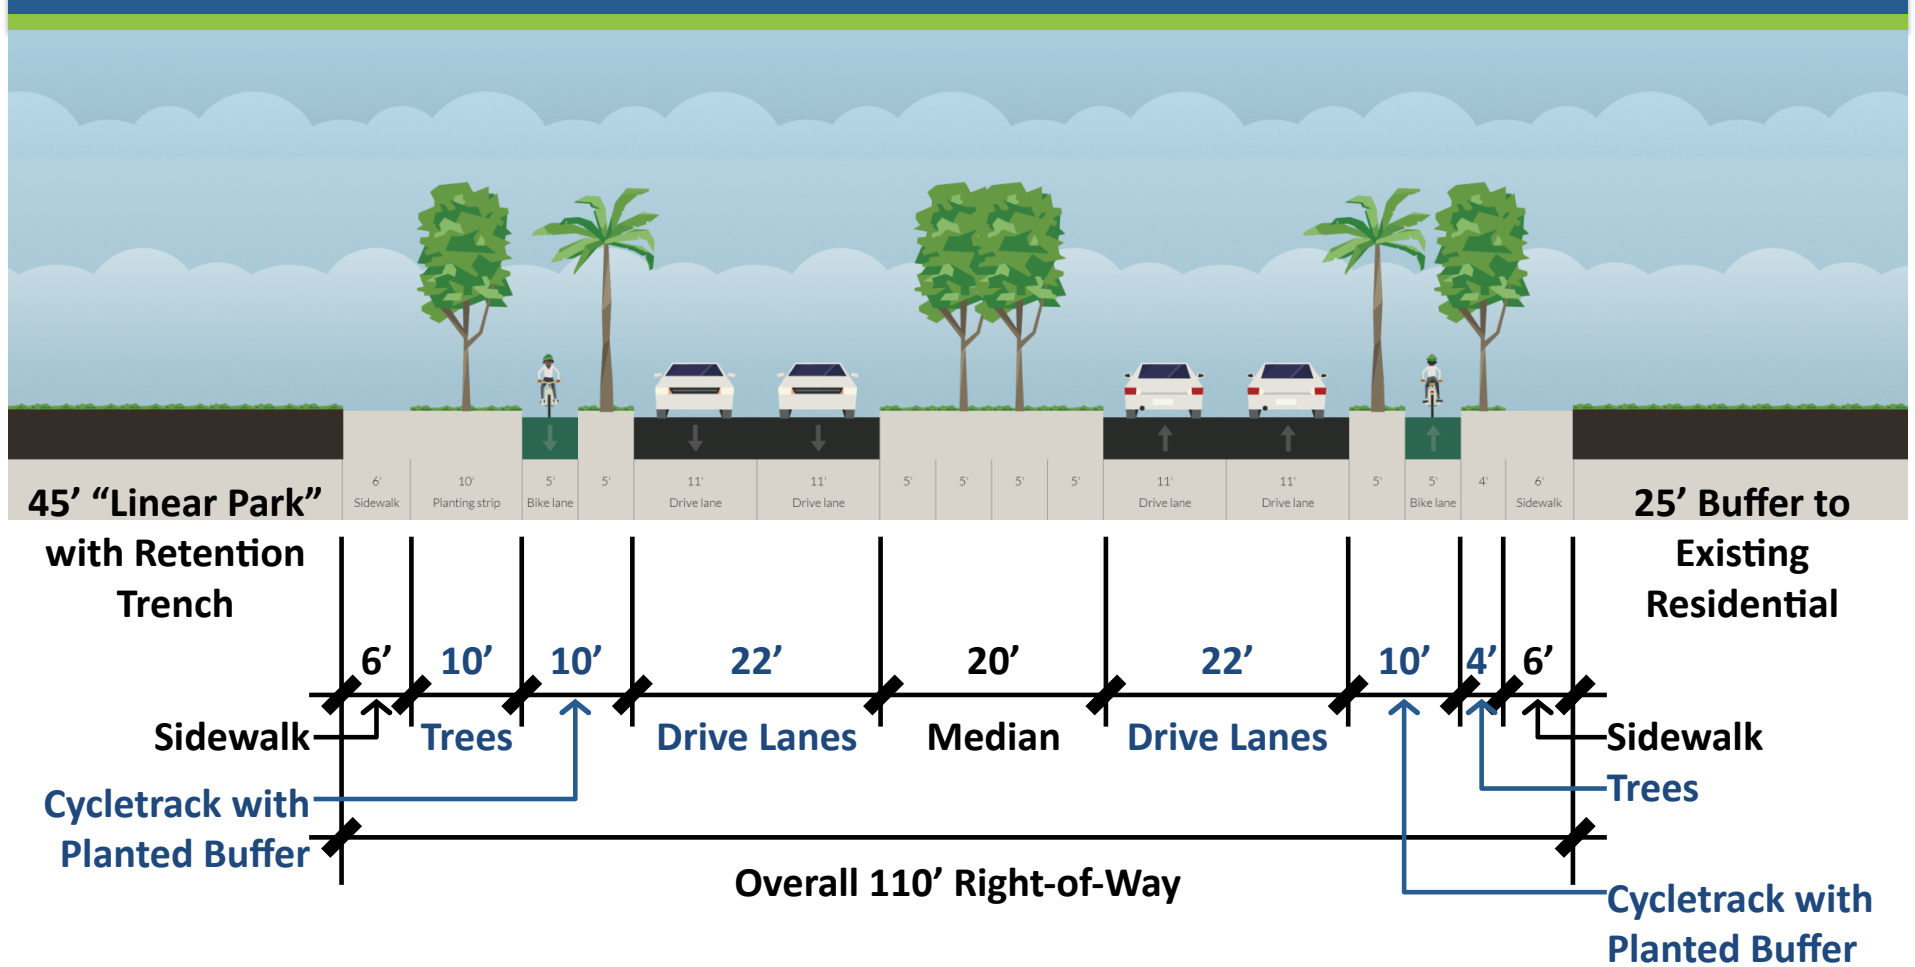 6' 10' 5' 5' 11' 11' 5' 5' 5' 5' 11' 11' 5' 5' 4' 6'
Sidewalk Planting strip Bike lane Drive lane Drive lane Drive lane Drive lane Bike lane Sidewalk
45’ “Linear Park”
with Retention
Trench
25’ Buffer to
Existing
Residential
6’ 10’ 10’ 22’ 20’ 22’ 10’ 4’ 6’
Sidewalk Trees Drive Lanes Median Drive Lanes Sidewalk
Trees
Cycletrack with
Planted Buffer
Overall 110’ Right-of-Way
Cycletrack with
Planted Buffer